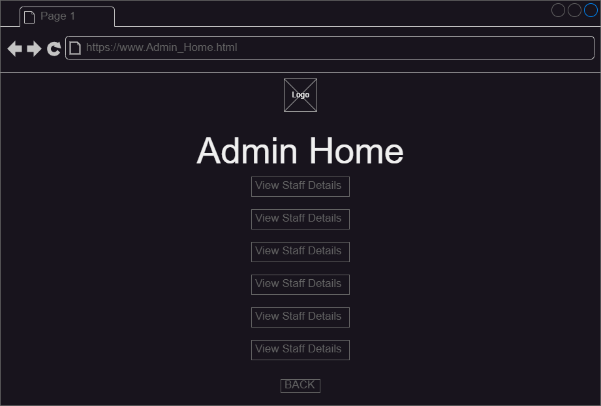 Page 1
https://www.Admin_Home.html
Logo
Admin Home
View Staff Details
View Staff Details
View Staff Details
View Staff Details
View Staff Details
View Staff Details
BACK